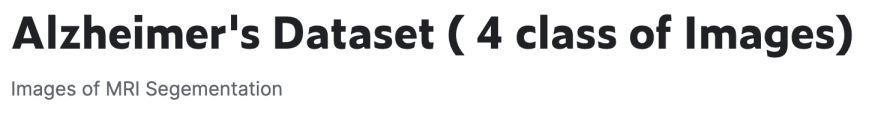 Alzheimer's Dataset ( 4 class of Images)
Images of MRI Segementation